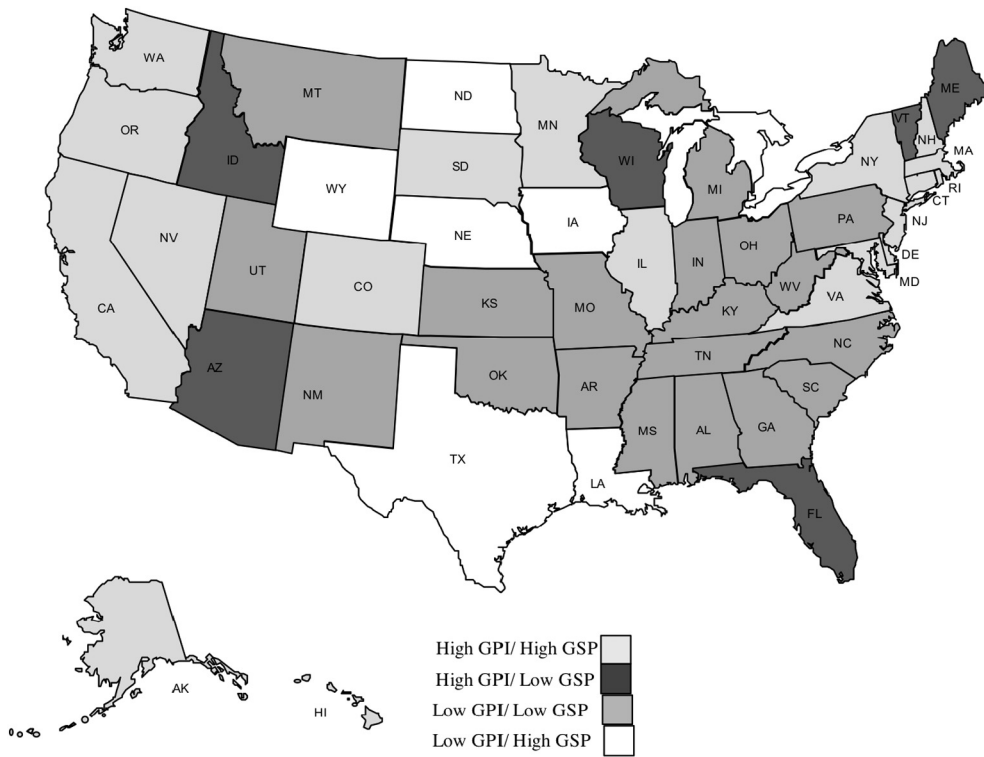 WA
MT
ND
MN
ME
VT
NH
OR
ID
SD
WI
NY
MA
WY
MI
RI
CT
IA
PA
NJ
NV
NE
OH
DE
UT
IL
IN
MD
CA
CO
WV
VA
KS
MO
KY
AZ
TN
NC
NM
OK
AR
SC
MS
AL
GA
TX
LA
FL
AK
HI
High GPI/ High GSP
High GPI/ Low GSP
Low GPI/ Low GSP
Low GPI/ High GSP